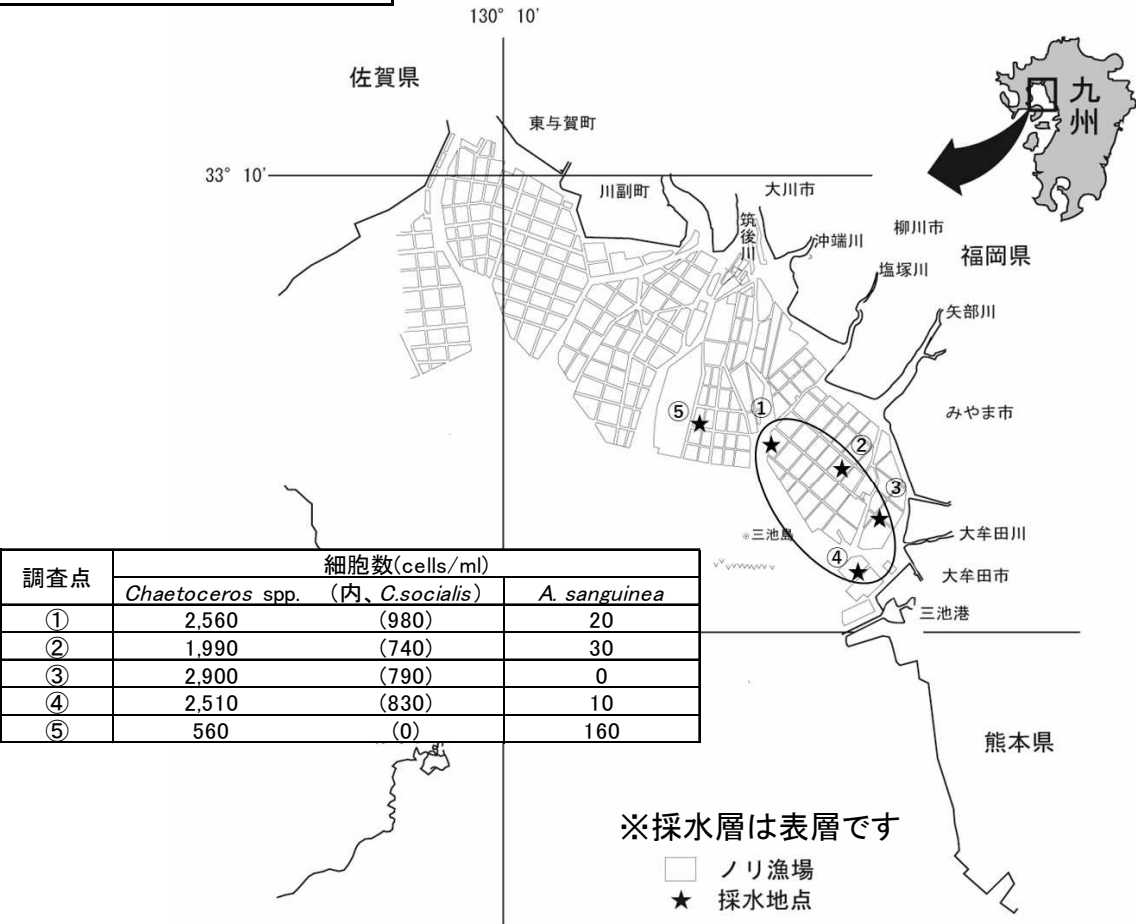 130° 10'
佐賀県
九州
東与賀町
33° 10'
川副町
大川市
筑後川
沖端川
柳川市
福岡県
塩塚川
矢部川
みやま市
⑤
①
②
③
④
三池島
大牟田川
大牟田市
三池港
調査点 細胞数(cells/ml)
Chaetoceros spp. (内、C.socialis) A. sanguinea
① 2,560 (980) 20
② 1,990 (740) 30
③ 2,900 (790) 0
④ 2,510 (830) 10
⑤ 560 (0) 160
熊本県
※採水層は表層です
ノリ漁場
★ 採水地点